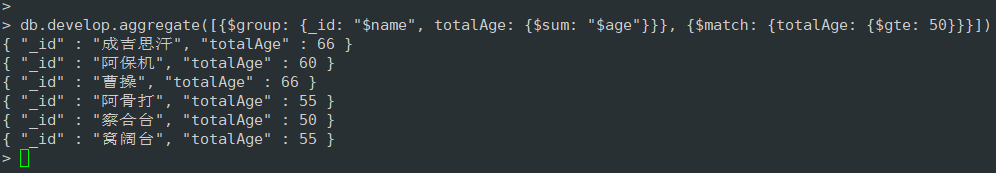 >
> db.develop.aggregate([{$group: {_id: "$name", totalAge: {$sum: "$age"}}}, {$match: {totalAge: {$gte: 50}}}])
{ "_id" : "成吉思汗", "totalAge" : 66 }
{ "_id" : "阿保机", "totalAge" : 60 }
{ "_id" : "曹操", "totalAge" : 66 }
{ "_id" : "阿骨打", "totalAge" : 55 }
{ "_id" : "察合台", "totalAge" : 50 }
{ "_id" : "窝阔台", "totalAge" : 55 }
>